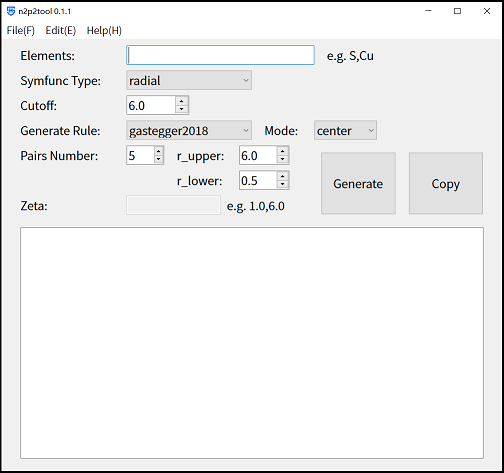 n2p2tool 0.1.1
File(F) Edit(E) Help(H)
Elements: e.g. S,Cu
Symfunc Type: radial
Cutoff: 6.0
Generate Rule: gastegger2018 Mode: center
Pairs Number: 5 r_upper: 6.0
r_lower: 0.5
Generate Copy
Zeta: e.g. 1.0,6.0